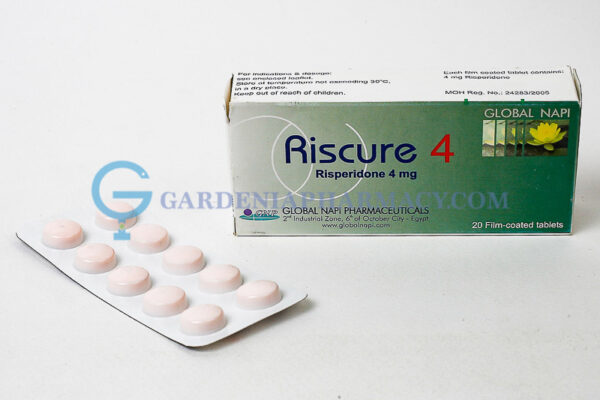 For indications & dosage:
see enclosed leaflet.
Store at temperature not exceeding 30°C,
in a dry place.
Keep out of reach of children.
Each film coated tablet contains:
4 mg Risperidone
MOH Reg. No.: 24283/2005
GLOBAL NAPI
Riscure 4
Risperidone 4 mg
GARDENIAPHARMACY.COM
GNP GLOBAL NAPI PHARMACEUTICALS
2nd Industrial Zone, 6th of October City - Egypt
www.globalnapi.com
20 Film-coated tablets